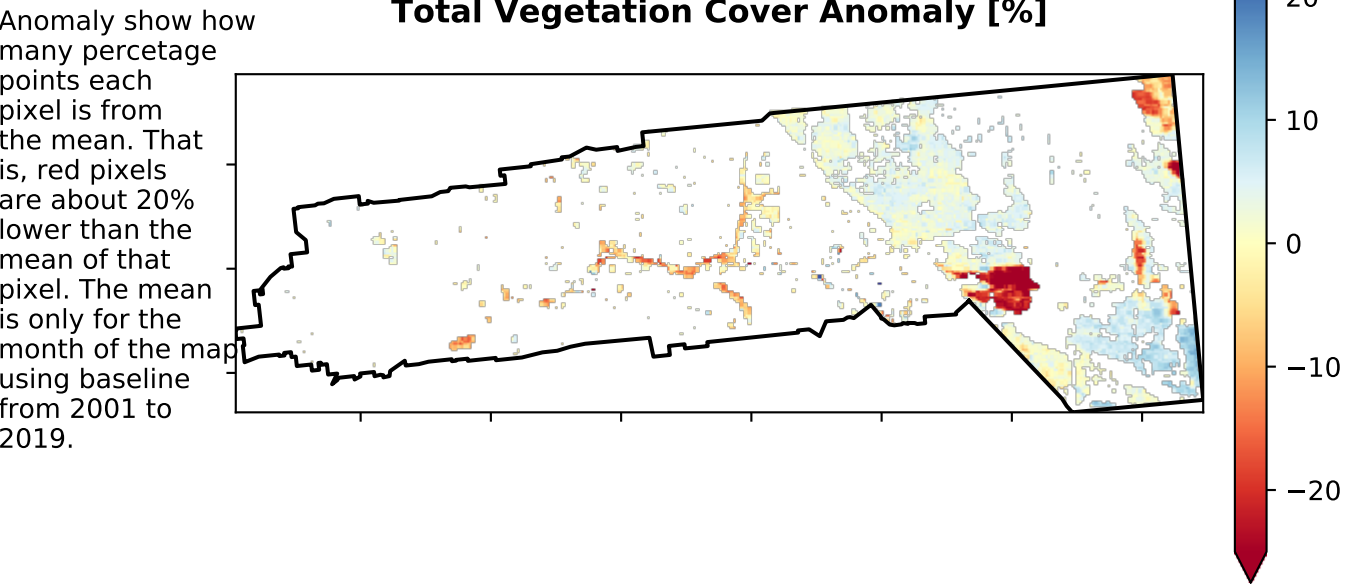 Total Vegetation Cover Anomaly [%]
Anomaly show how
many percetage
points each
pixel is from
the mean. That
is, red pixels
are about 20%
lower than the
mean of that
pixel. The mean
is only for the
month of the map
using baseline
from 2001 to
2019.
20
10
0
−10
−20